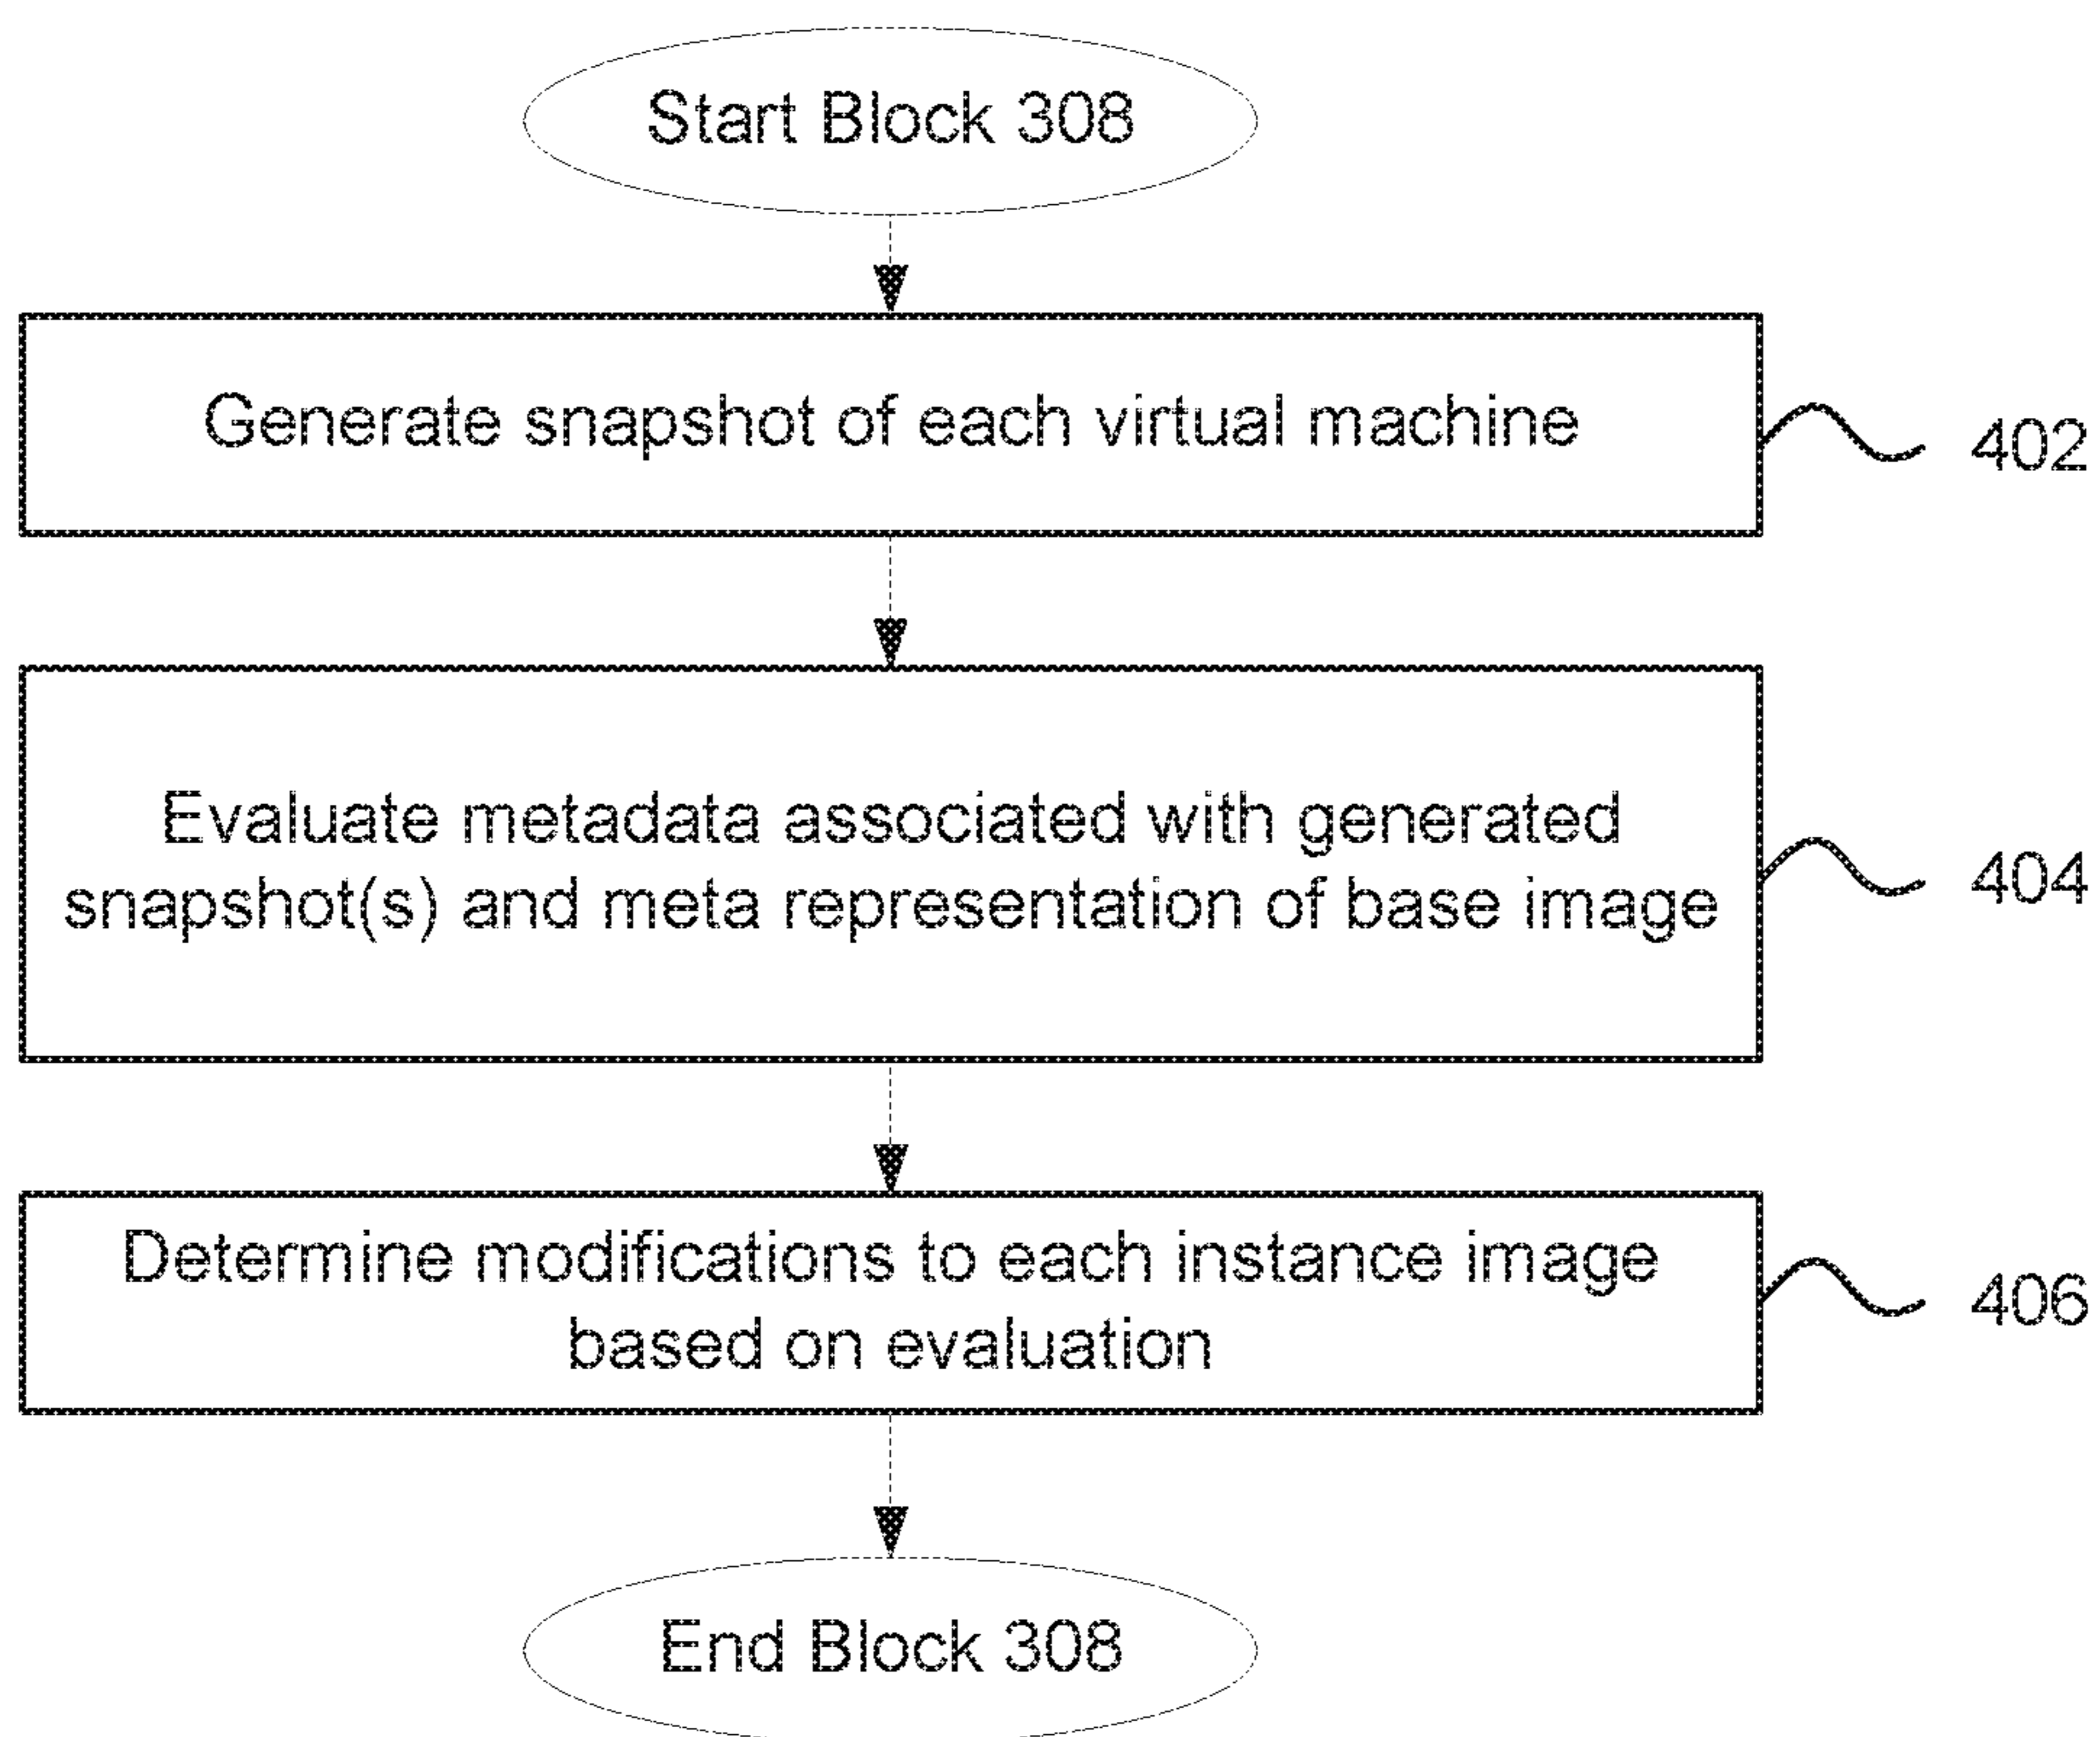 Start Block 308
Generate snapshot of each virtual machine
402
Evaluate metadata associated with generated
snapshot(s) and meta representation of base image
404
Determine modifications to each instance image
based on evaluation
406
End Block 308